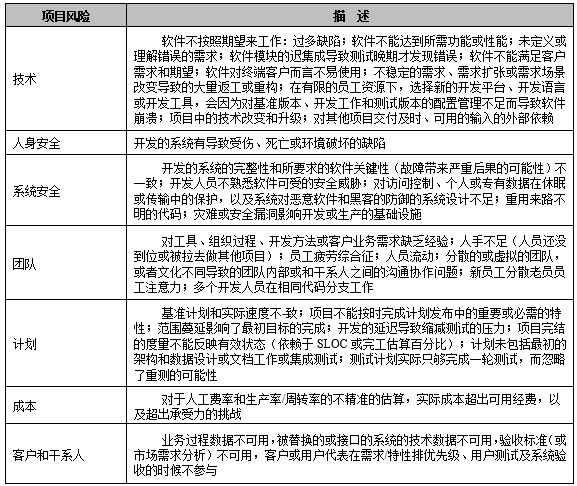 项目风险 描 述
技术
软件不按照期望来工作：过多缺陷；软件不能达到所需功能或性能；未定义或
理解错误的需求；软件模块的迟集成导致测试晚期才发现错误；软件不能满足客户
需求和期望；软件对终端客户而言不易使用；不稳定的需求、需求扩张或需求场景
改变导致的大量返工或重构；在有限的员工资源下，选择新的开发平台、开发语言
或开发工具，会因为对基准版本、开发工作和测试版本的配置管理不足而导致软件
崩溃；项目中的技术改变和升级；对其他项目交付及时、可用的输入的外部依赖
人身安全
开发的系统有导致受伤、死亡或环境破坏的缺陷
系统安全
开发的系统的完整性和所要求的软件关键性（故障带来严重后果的可能性）不
一致；开发人员不熟悉软件可受的安全威胁；对访问控制、个人或专有数据在休眠
或传输中的保护，以及系统对恶意软件和黑客的防御的系统设计不足；重用来路不
明的代码；灾难或安全漏洞影响开发或生产的基础设施
团队
对工具、组织过程、开发方法或客户业务需求缺乏经验；人手不足（人员还没
到位或被拉去做其他项目）；员工疲劳综合征；人员流动；分散的或虚拟的团队，
或者文化不同导致的团队内部或和干系人之间的沟通协作问题；新员工分散老员员
工注意力；多个开发人员在相同代码分支工作
计划
基准计划和实际速度不一致；项目不能按时完成计划发布中的重要或必需的特
性；范围蔓延影响了最初目标的完成；开发的延迟导致缩减测试的压力；项目完结
的度量不能反映有效状态（依赖于 SLOC 或完工估算百分比）；计划未包括最初的
架构和数据设计或文档工作或集成测试；测试计划实际只够完成一轮测试，而忽略
了重测的可能性
成本
对于人工费率和生产率/周转率的不精准的估算，实际成本超出可用经费，以
及超出承受力的挑战
客户和干系人
业务过程数据不可用，被替换的或接口的系统的技术数据不可用，验收标准（或
市场需求分析）不可用，客户或用户代表在需求/特性排优先级、用户测试及系统验
收的时候不参与